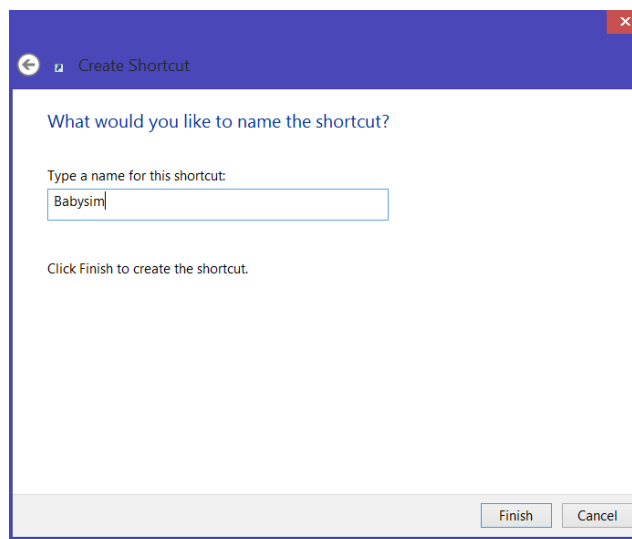 Create Shortcut
What would you like to name the shortcut?
Type a name for this shortcut:
Babysim
Click Finish to create the shortcut.
Finish Cancel